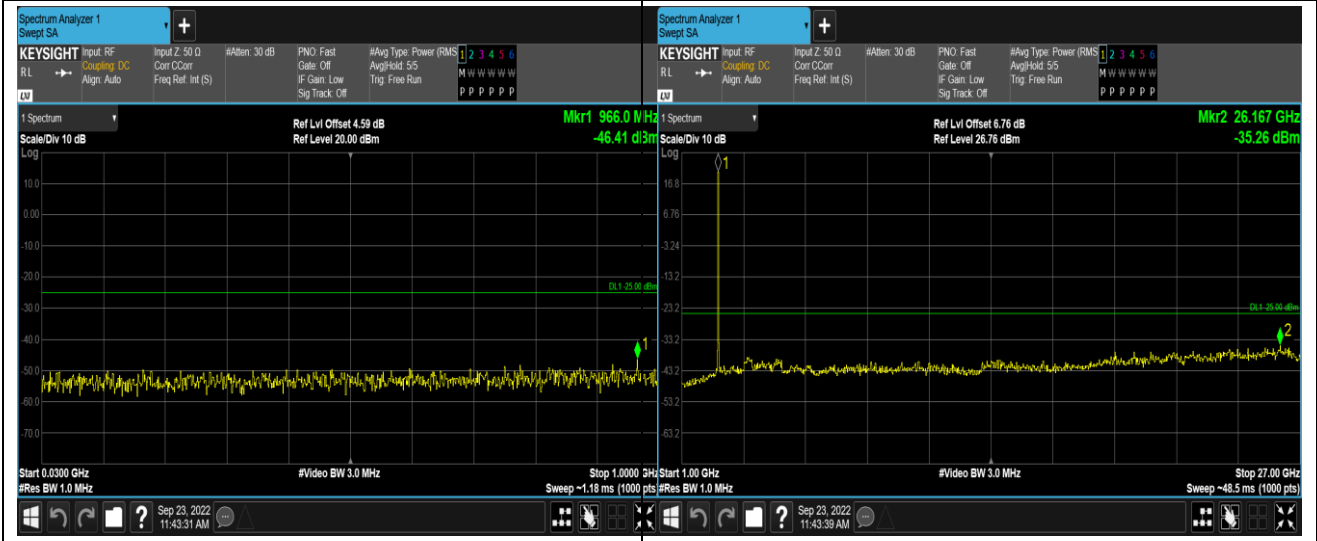 Spectrum Analyzer 1
Swept SA
+
KEYSIGHT Input: RF Input Z: 50 Ω #Atten: 30 dB PNO: Fast #Avg Type: Power (RMS 1 2 3 4 5 6
RL Coupling: DC Corr CCorr Gate: Off Avg|Hold: 5/5 M W W W W W
Align: Auto Freq Ref: Int (S) IF Gain: Low Trig: Free Run
Sig Track: Off P P P P P P
LXI
1 Spectrum
Ref Lvl Offset 4.59 dB Mkr1 966.0 MHz
Scale/Div 10 dB Ref Level 20.00 dBm -46.41 dBm
Log
10.0
0.00
-10.0
-20.0
DL1 -25.00 dBm
-30.0
-40.0
1
-50.0
-60.0
-70.0
Start 0.0300 GHz #Video BW 3.0 MHz Stop 1.0000 GHz
#Res BW 1.0 MHz Sweep ~1.18 ms (1000 pts)
? Sep 23, 2022
11:43:31 AM
Spectrum Analyzer 1
Swept SA
+
KEYSIGHT Input: RF Input Z: 50 Ω #Atten: 30 dB PNO: Fast #Avg Type: Power (RMS 1 2 3 4 5 6
RL Coupling: DC Corr CCorr Gate: Off Avg|Hold: 5/5 M W W W W W
Align: Auto Freq Ref: Int (S) IF Gain: Low Trig: Free Run
Sig Track: Off P P P P P P
LXI
1 Spectrum
Ref Lvl Offset 6.76 dB Mkr2 26.167 GHz
Scale/Div 10 dB Ref Level 26.76 dBm -35.26 dBm
Log
1
16.8
6.76
-3.24
-13.2
-23.2
DL1 -25.00 dBm
-33.2
2
-43.2
-53.2
-63.2
Start 1.00 GHz #Video BW 3.0 MHz Stop 27.00 GHz
#Res BW 1.0 MHz Sweep ~48.5 ms (1000 pts)
? Sep 23, 2022
11:43:39 AM